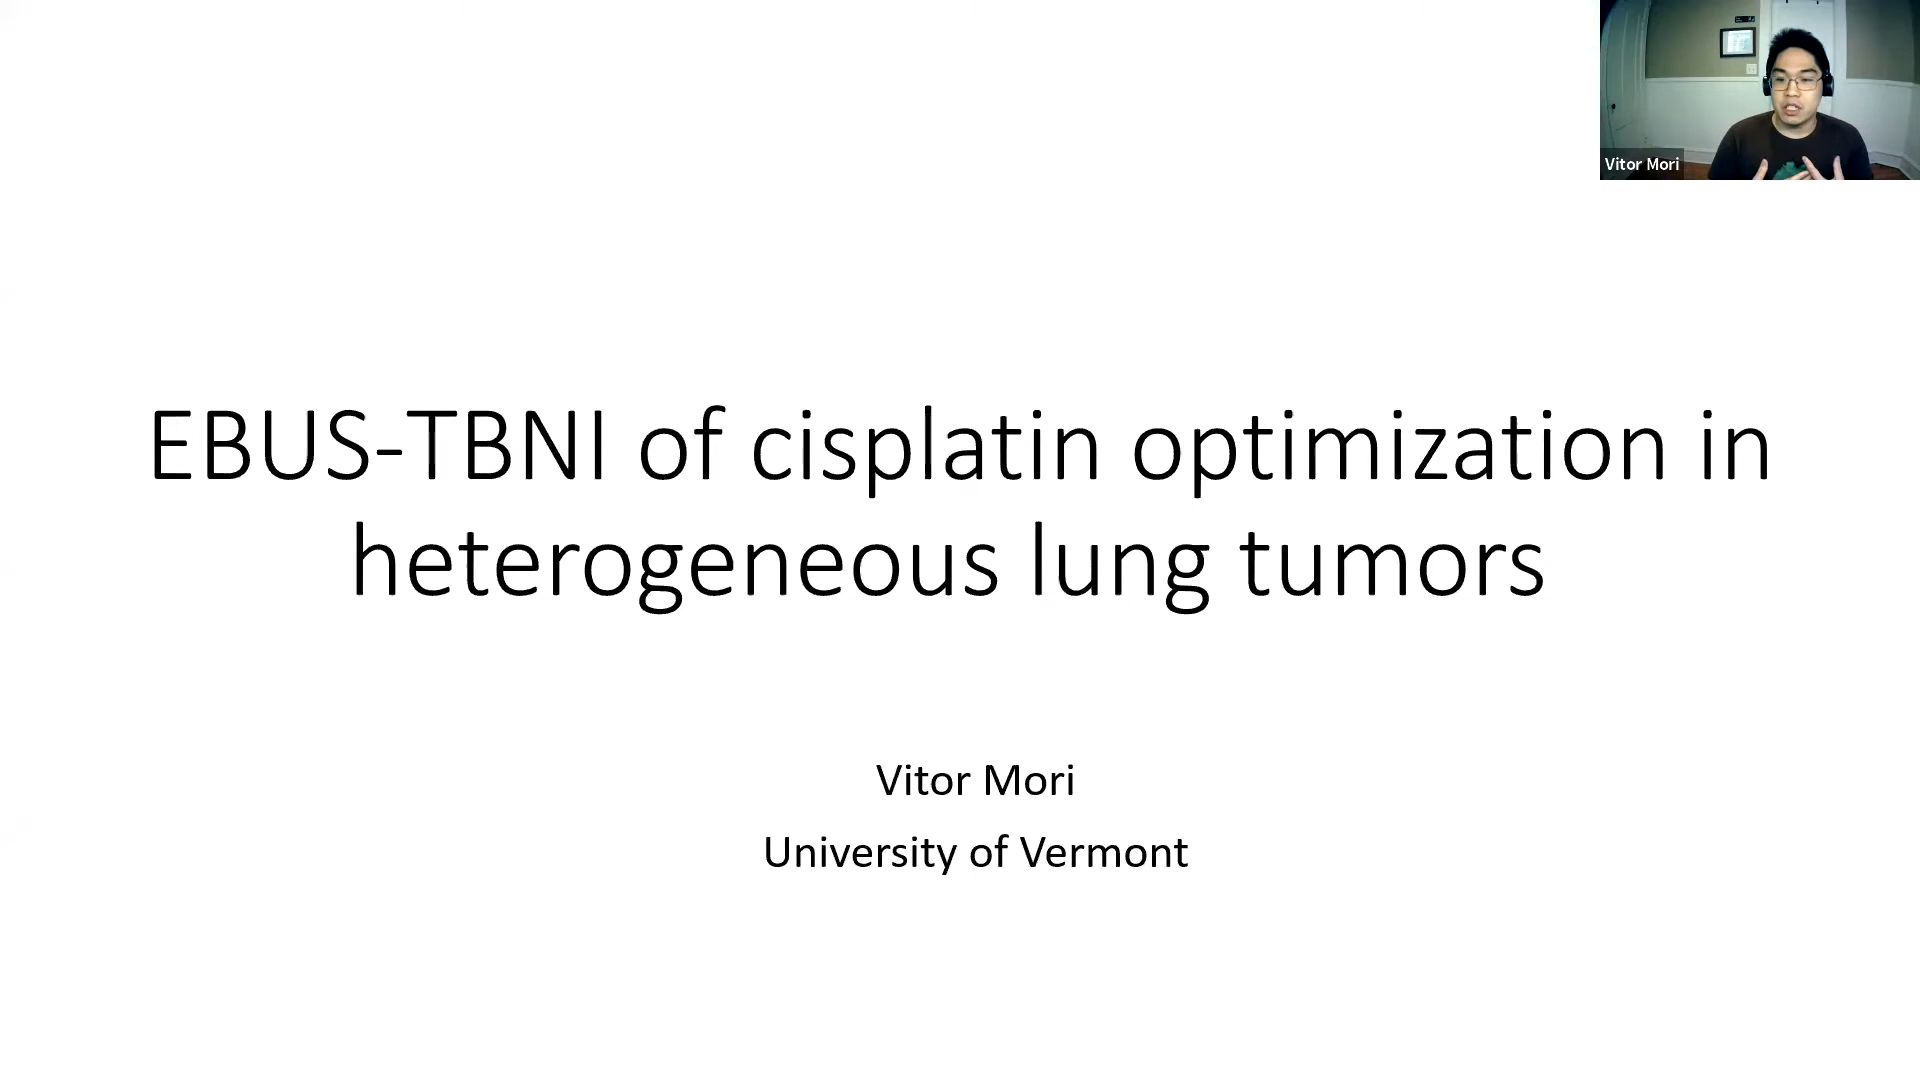 Vitor Mori
EBUS-TBNI of cisplatin optimization in
heterogeneous lung tumors
Vitor Mori
University of Vermont